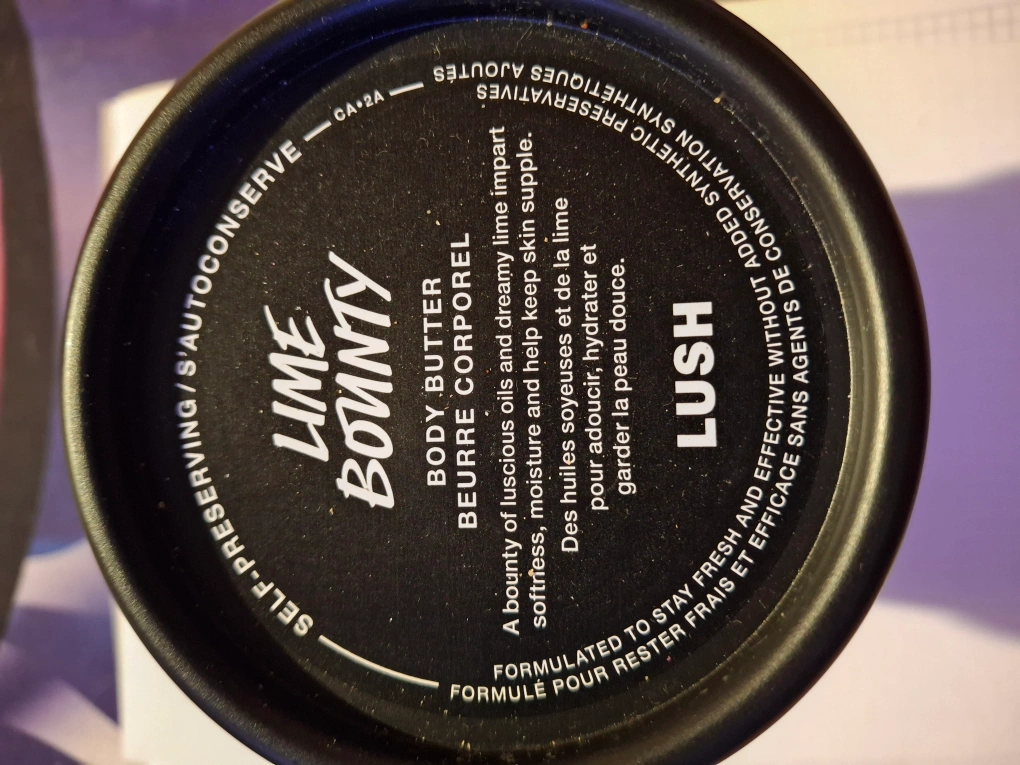 SELF-PRESERVING / S'AUTOCONSERVE
CA•2A
LIME
BOUNTY
BODY BUTTER
BEURRE CORPOREL
A bounty of luscious oils and dreamy lime impart
softness, moisture and help keep skin supple.
Des huiles soyeuses et de la lime
pour adoucir, hydrater et
garder la peau douce.
LUSH
FORMULATED TO STAY FRESH AND EFFECTIVE WITHOUT ADDED SYNTHETIC PRESERVATIVES
FORMULÉ POUR RESTER FRAIS ET EFFICACE SANS AGENTS DE CONSERVATION SYNTHÉTIQUES AJOUTÉS